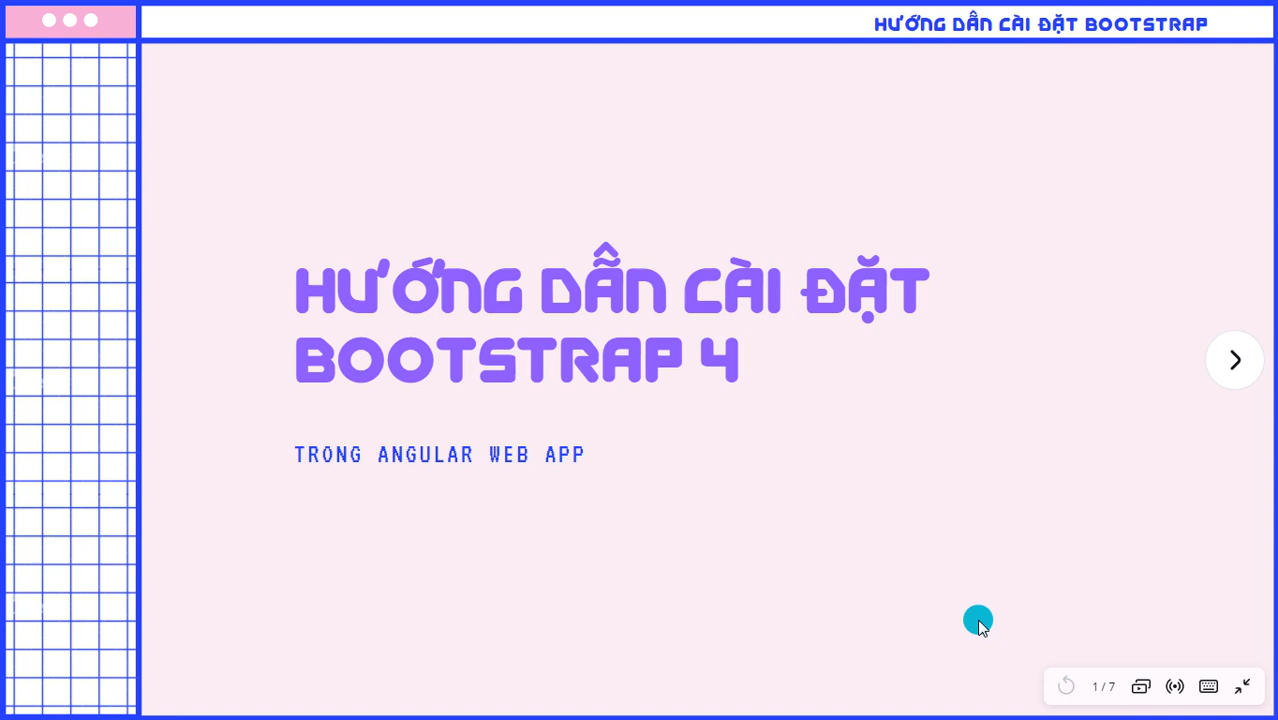 HƯỚNG DẪN CÀI ĐẶT BOOTSTRAP
HƯỚNG DẪN CÀI ĐẶT
BOOTSTRAP 4
TRONG ANGULAR WEB APP
1 / 7